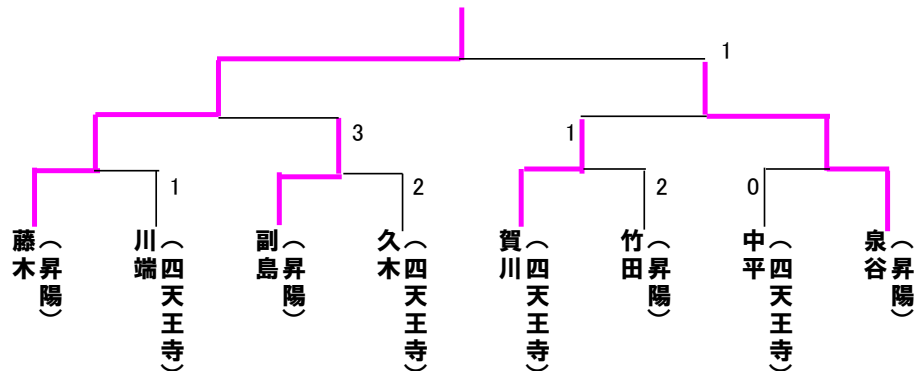 1
3
1
1
2
2
0
藤木
（昇陽）
川端
（四天王寺）
副島
（昇陽）
久木
（四天王寺）
賀川
（四天王寺）
竹田
（昇陽）
中平
（四天王寺）
泉谷
（昇陽）